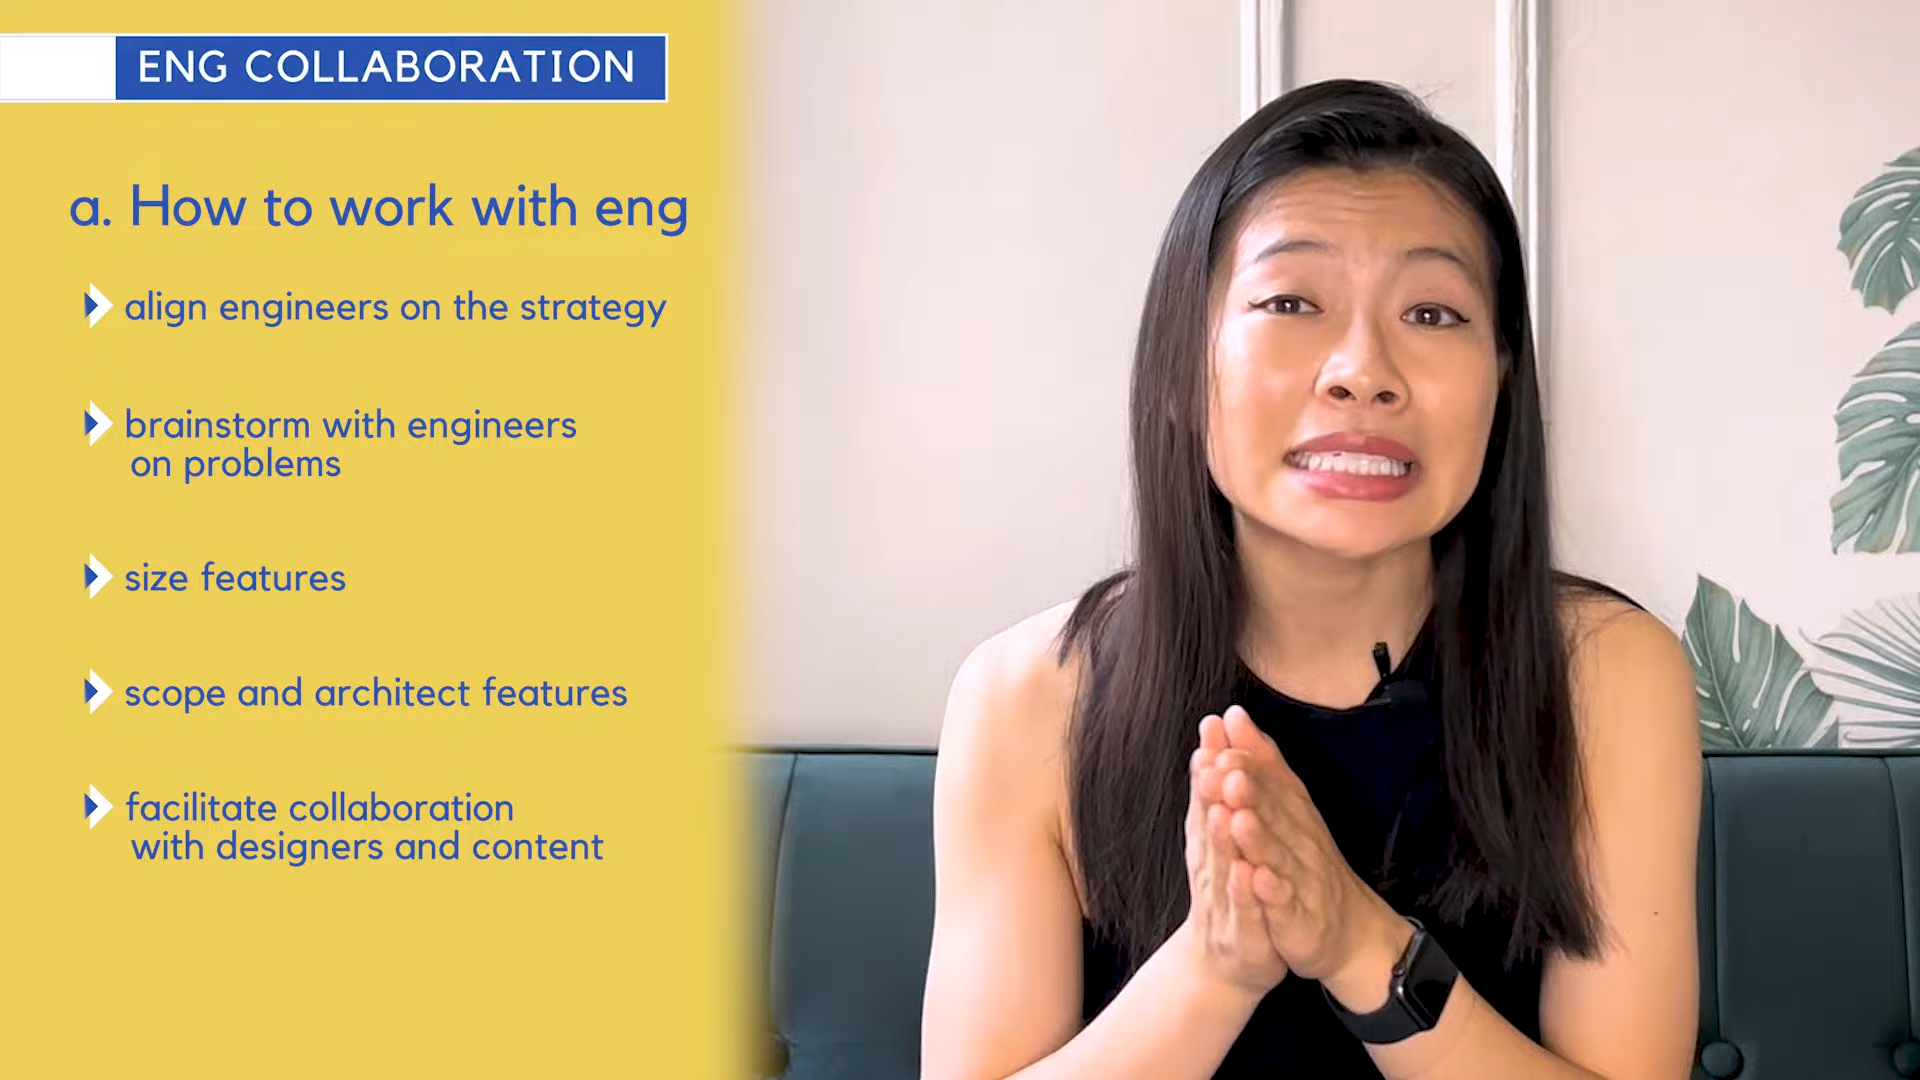 ENG COLLABORATION
a. How to work with eng
align engineers on the strategy
brainstorm with engineers
on problems
size features
scope and architect features
facilitate collaboration
with designers and content